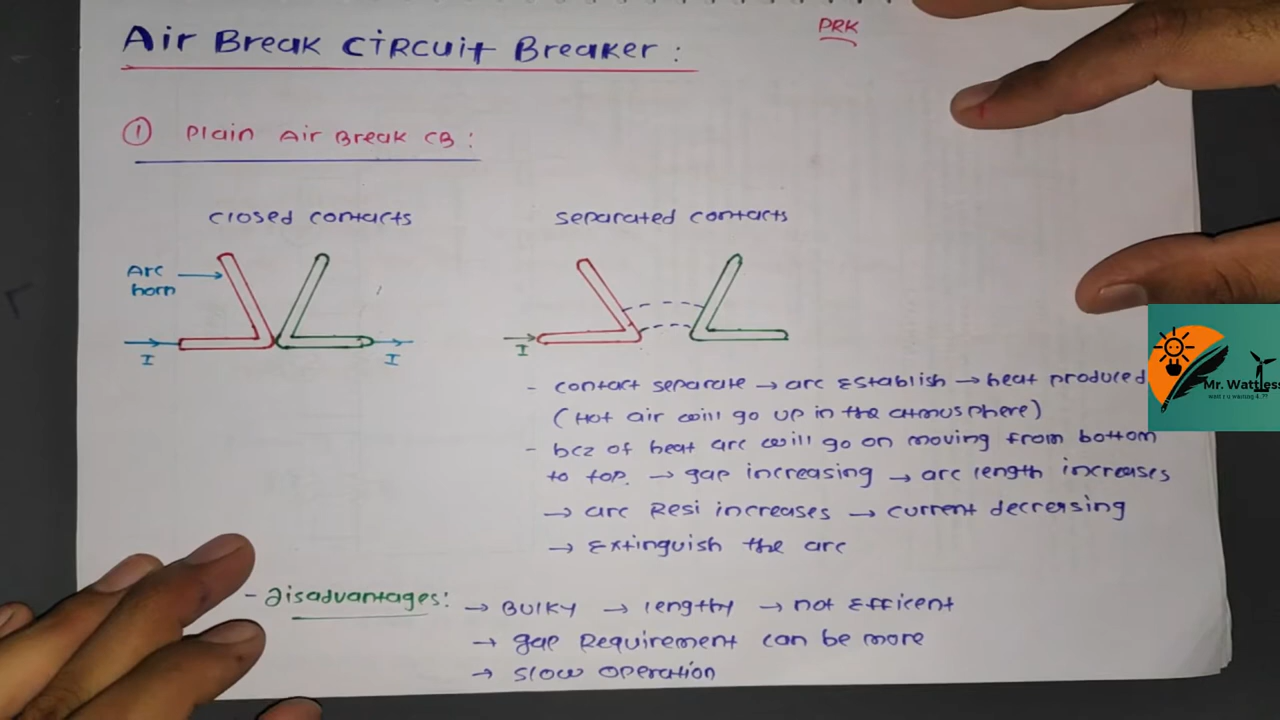 Air Break Circuit Breaker :
PRK
① Plain Air Break CB :
closed contacts
separated contacts
Arc
horn
I
I
I
- contact separate → arc Establish → heat produced
(Hot air will go up in the atmosphere)
- bcz of heat arc will go on moving from bottom
to top. → gap increasing → arc length increases
→ arc Resi increases → current decreasing
→ Extinguish the arc
- Disadvantages : → Bulky → lengthy → not Efficent
→ gap Requirement can be more
→ slow operation
Mr. Wattless